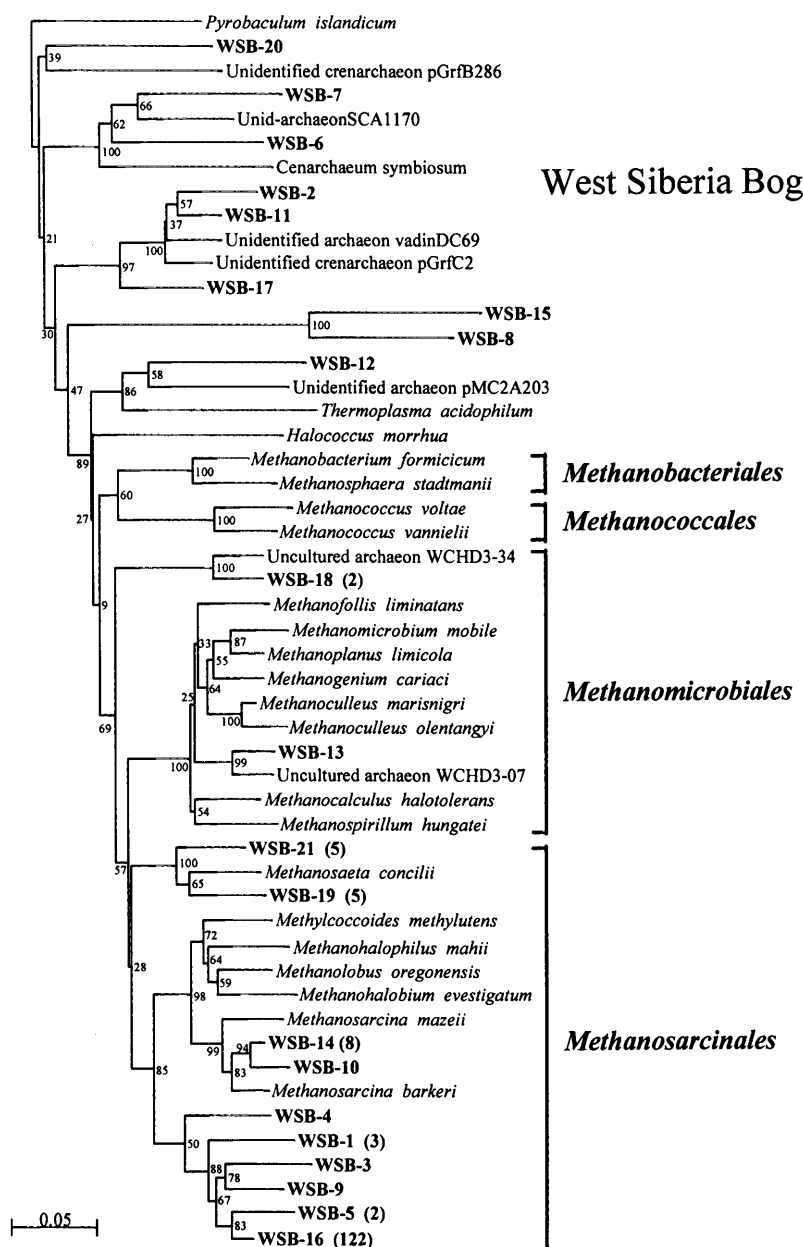 Pyrobaculum islandicum
WSB-20
39
Unidentified crenarchaeon pGrfB286
WSB-7
66
Unid-archaeonSCA1170
62
WSB-6
100
Cenarchaeum symbiosum
West Siberia Bog
WSB-2
57
WSB-11
37
Unidentified archaeon vadinDC69
21
100
Unidentified crenarchaeon pGrfC2
97
WSB-17
WSB-15
100
30
WSB-8
WSB-12
58
Unidentified archaeon pMC2A203
47
86
Thermoplasma acidophilum
Halococcus morrhua
89
Methanobacterium formicicum
100
Methanobacteriales
Methanosphaera stadtmanii
60
Methanococcus voltae
27
100
Methanococcales
Methanococcus vannielii
Uncultured archaeon WCHD3-34
100
WSB-18 (2)
9
Methanofollis liminatans
Methanomicrobium mobile
33
87
Methanoplanus limicola
55
Methanogenium cariaci
64
Methanomicrobiales
25
Methanoculleus marisnigri
100
Methanoculleus olentangyi
69
WSB-13
100
99
Uncultured archaeon WCHD3-07
Methanocalculus halotolerans
54
Methanospirillum hungatei
WSB-21 (5)
57
100
Methanosaeta concilii
65
WSB-19 (5)
Methylcoccoides methylutens
72
Methanohalophilus mahii
64
28
Methanolobus oregonensis
59
98
Methanohalobium evestigatum
Methanosarcina mazeii
Methanosarcinales
99
94
WSB-14 (8)
WSB-10
85
83
Methanosarcina barkeri
WSB-4
50
WSB-1 (3)
88
WSB-3
78
WSB-9
67
WSB-5 (2)
0.05
83
WSB-16 (122)